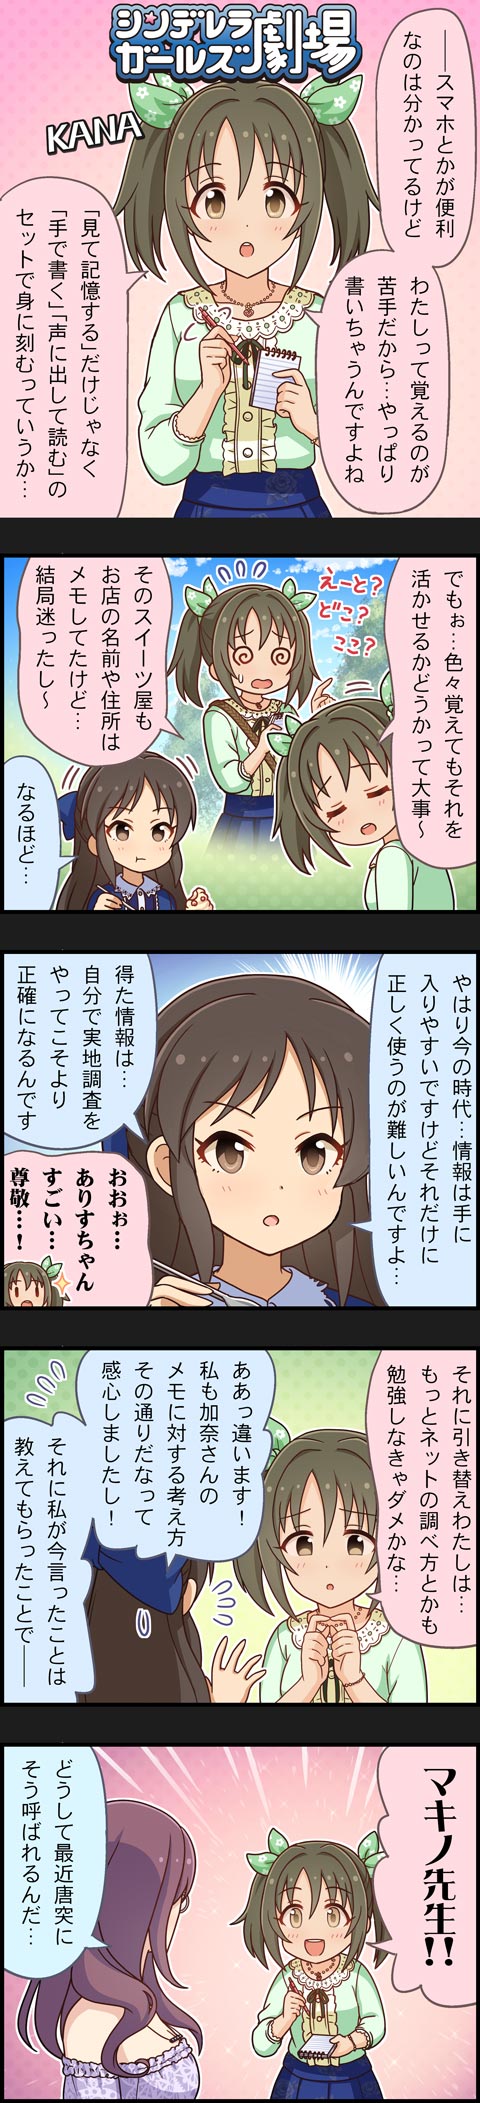 シンデレラ
ガールズ劇場
KANA
――スマホとかが便利
なのは分かってるけど
わたしって覚えるのが
苦手だから…やっぱり
書いちゃうんですよね
「見て記憶する」だけじゃなく
「手で書く」「声に出して読む」の
セットで身に刻むっていうか…
でもぉ…色々覚えてもそれを
活かせるかどうかって大事～
えーと？
どこ？
ここ？
そのスイーツ屋も
お店の名前や住所は
メモしてたけど…
結局迷ったし～
なるほど…
やはり今の時代…情報は手に
入りやすいですけどそれだけに
正しく使うのが難しいんですよ…
得た情報は…
自分で実地調査を
やってこそより
正確になるんです
おおぉ…
ありすちゃん
すごい…
尊敬…！
それに引き替えわたしは…
もっとネットの調べ方とかも
勉強しなきゃダメかな…
ああっ違います！
私も加奈さんの
メモに対する考え方
その通りだなって
感心しましたし！
それに私が今言ったことは
教えてもらったことで――
マキノ先生!!
どうして最近唐突に
そう呼ばれるんだ…